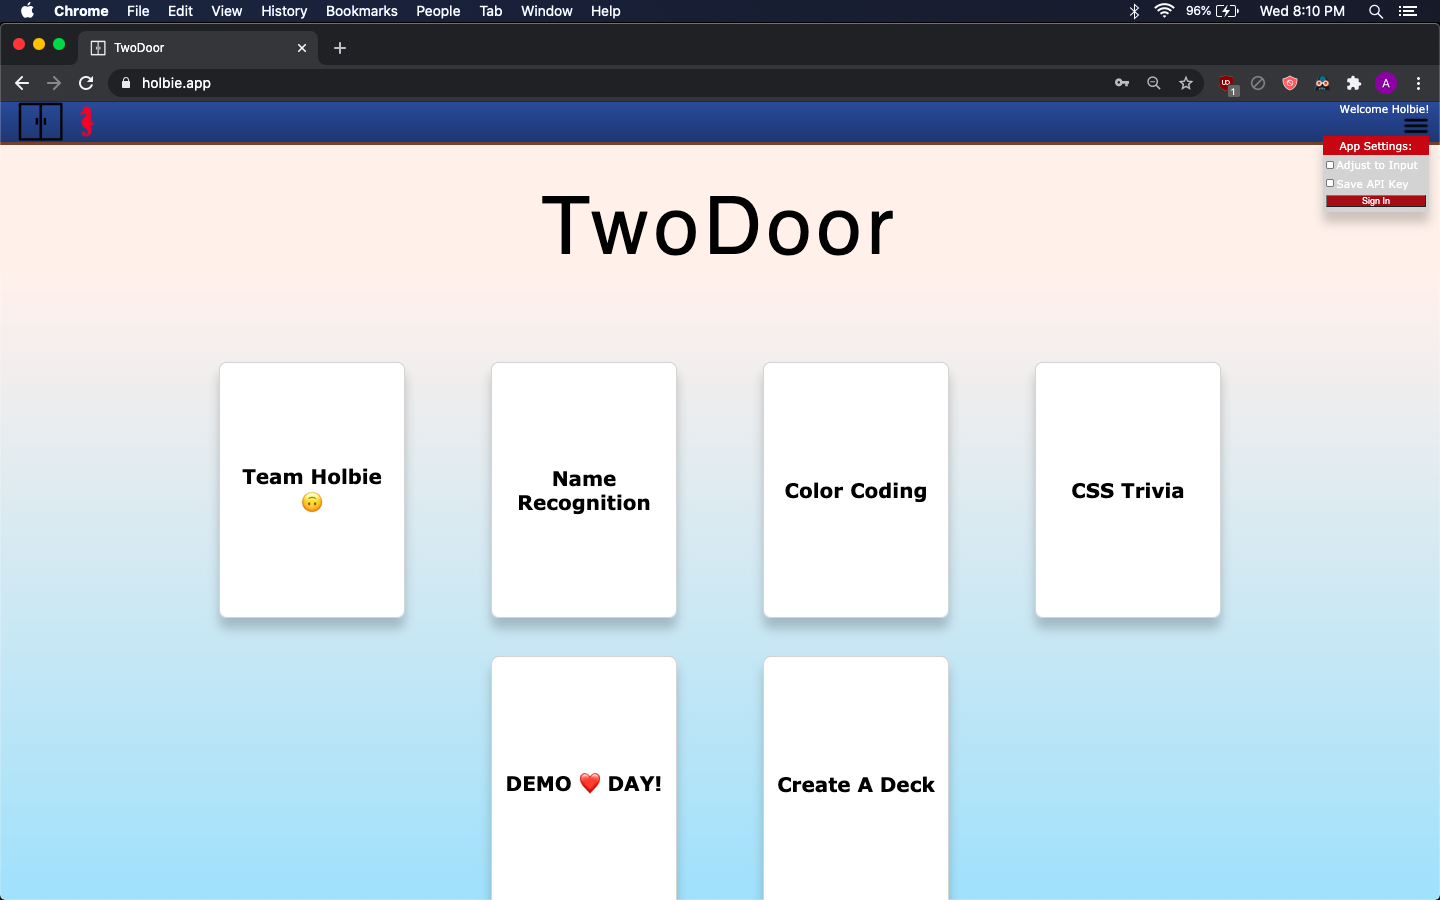 Chrome File Edit View History Bookmarks People Tab Window Help 96% Wed 8:10 PM
TwoDoor
holbie.app
UD
1
A
Welcome Holbie!
App Settings:
Adjust to Input
Save API Key
Sign In
TwoDoor
Team Holbie
🙃
Name
Recognition
Color Coding
CSS Trivia
DEMO ❤️ DAY!
Create A Deck